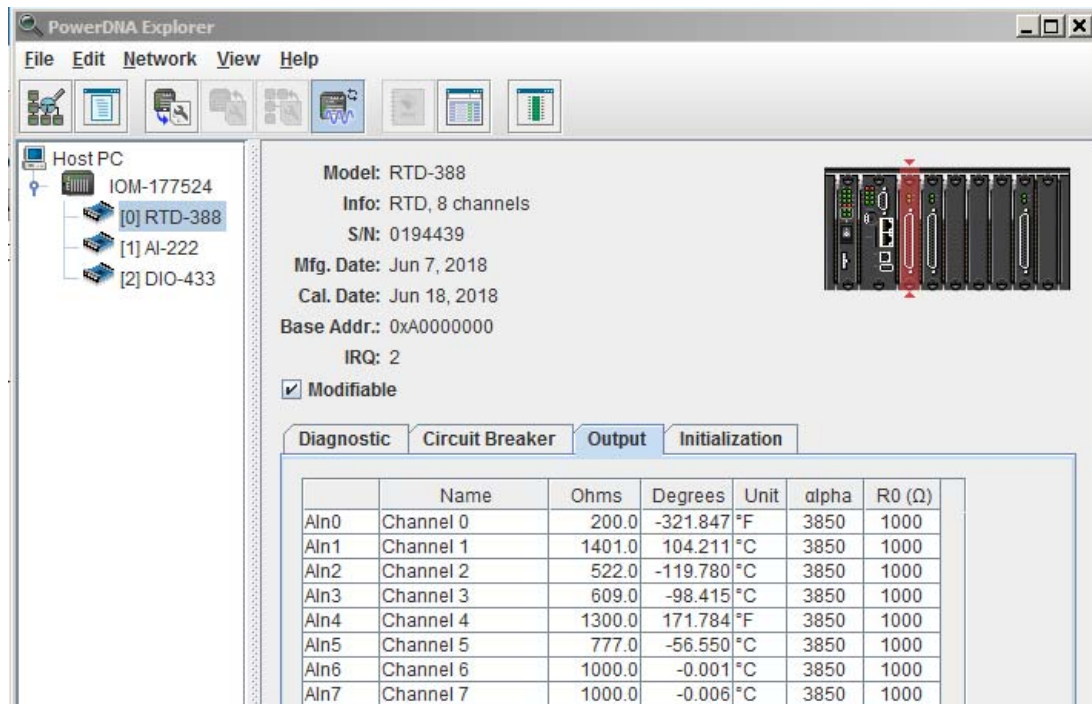 PowerDNA Explorer
File Edit Network View Help
Host PC
IOM-177524
[0] RTD-388
[1] AI-222
[2] DIO-433
Model: RTD-388
Info: RTD, 8 channels
S/N: 0194439
Mfg. Date: Jun 7, 2018
Cal. Date: Jun 18, 2018
Base Addr.: 0xA0000000
IRQ: 2
Modifiable
Diagnostic Circuit Breaker Output Initialization
Name Ohms Degrees Unit αlpha R0 (Ω)
AIn0 Channel 0 200.0 -321.847 °F 3850 1000
AIn1 Channel 1 1401.0 104.211 °C 3850 1000
AIn2 Channel 2 522.0 -119.780 °C 3850 1000
AIn3 Channel 3 609.0 -98.415 °C 3850 1000
AIn4 Channel 4 1300.0 171.784 °F 3850 1000
AIn5 Channel 5 777.0 -56.550 °C 3850 1000
AIn6 Channel 6 1000.0 -0.001 °C 3850 1000
AIn7 Channel 7 1000.0 -0.006 °C 3850 1000